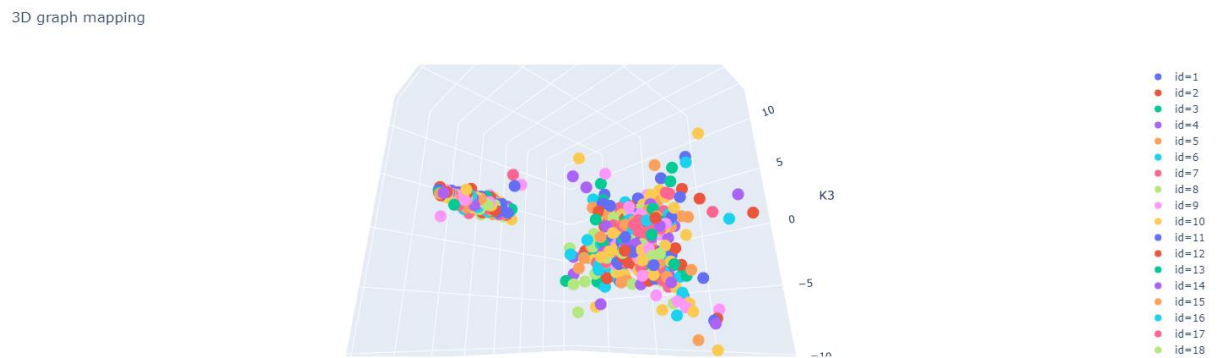 3D graph mapping
10
5
K3
0
−5
−10
id=1
id=2
id=3
id=4
id=5
id=6
id=7
id=8
id=9
id=10
id=11
id=12
id=13
id=14
id=15
id=16
id=17
id=18